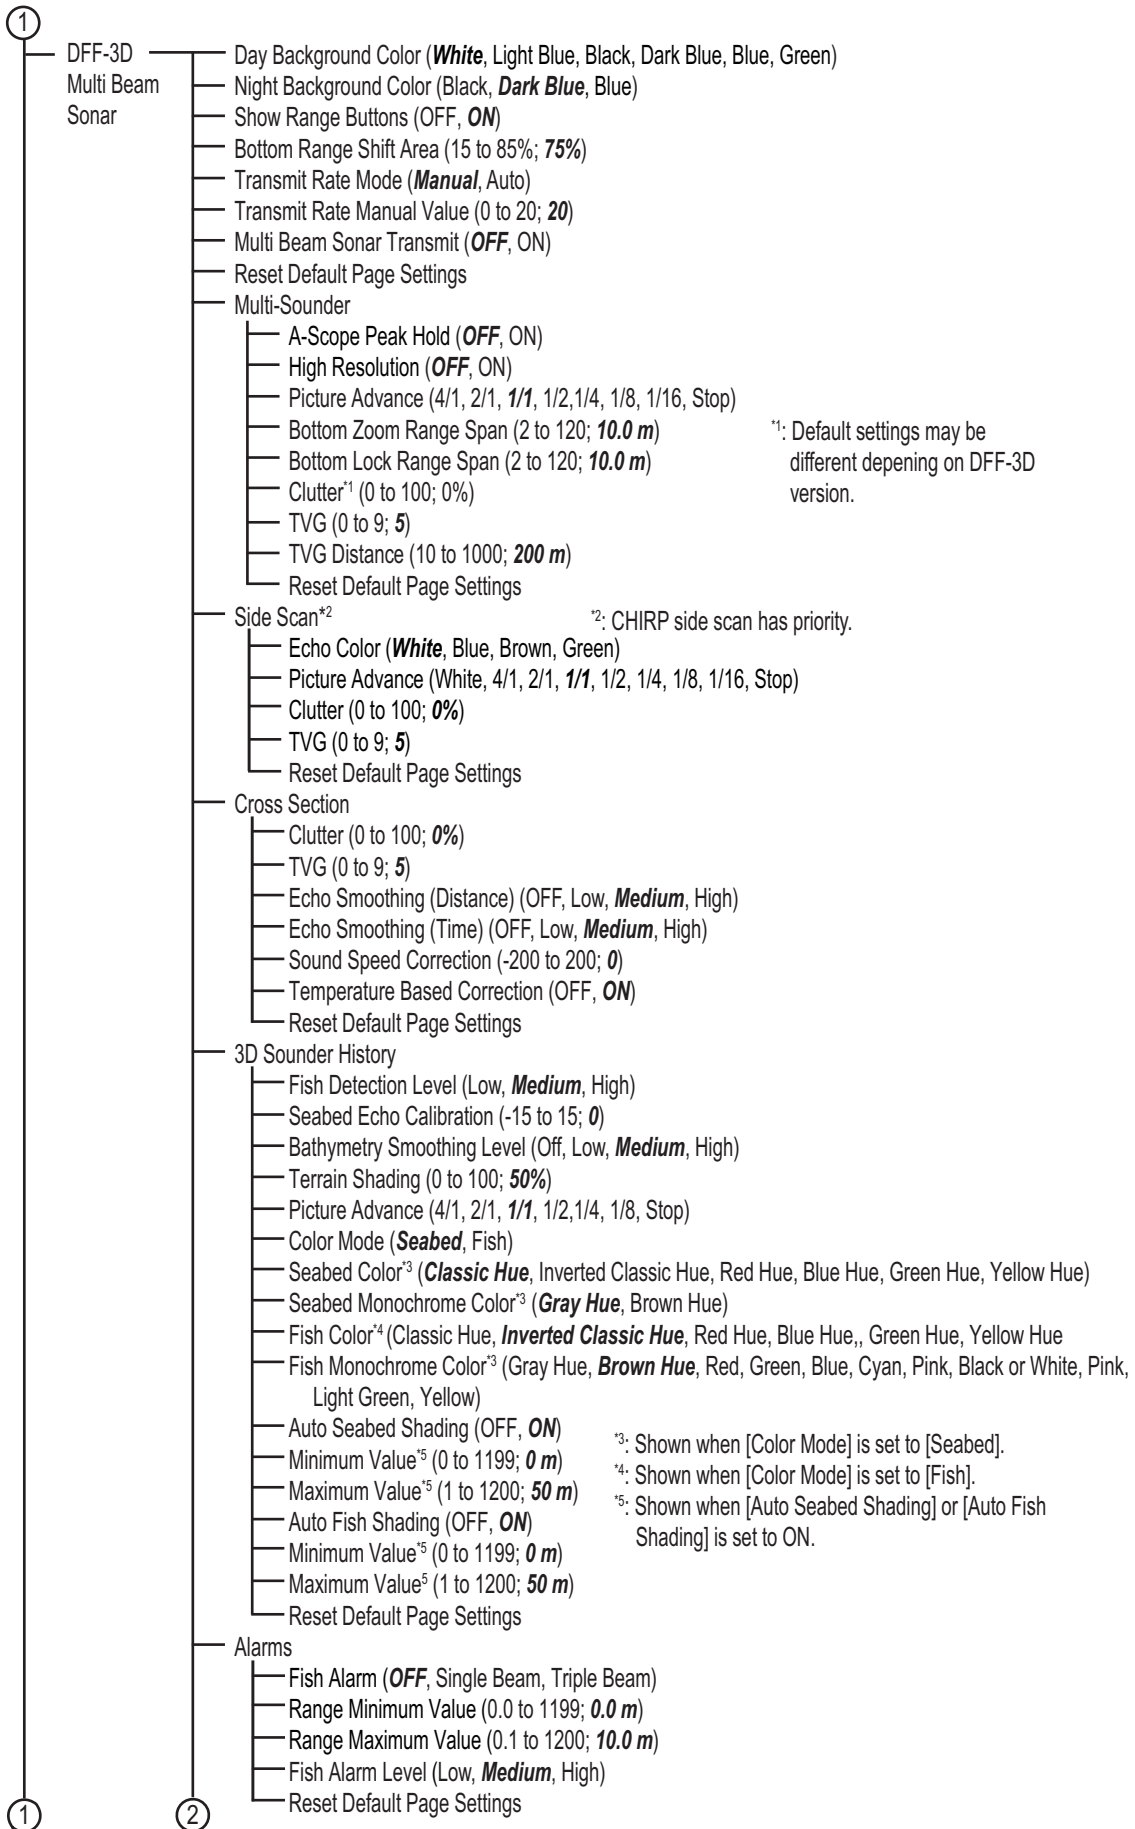 1
DFF-3D
Multi Beam
Sonar
Day Background Color (White, Light Blue, Black, Dark Blue, Blue, Green)
Night Background Color (Black, Dark Blue, Blue)
Show Range Buttons (OFF, ON)
Bottom Range Shift Area (15 to 85%; 75%)
Transmit Rate Mode (Manual, Auto)
Transmit Rate Manual Value (0 to 20; 20)
Multi Beam Sonar Transmit (OFF, ON)
Reset Default Page Settings
Multi-Sounder
A-Scope Peak Hold (OFF, ON)
High Resolution (OFF, ON)
Picture Advance (4/1, 2/1, 1/1, 1/2,1/4, 1/8, 1/16, Stop)
Bottom Zoom Range Span (2 to 120; 10.0 m)
Bottom Lock Range Span (2 to 120; 10.0 m)
Clutter*1 (0 to 100; 0%)
TVG (0 to 9; 5)
TVG Distance (10 to 1000; 200 m)
Reset Default Page Settings
*1: Default settings may be
different depening on DFF-3D
version.
Side Scan*2
*2: CHIRP side scan has priority.
Echo Color (White, Blue, Brown, Green)
Picture Advance (White, 4/1, 2/1, 1/1, 1/2, 1/4, 1/8, 1/16, Stop)
Clutter (0 to 100; 0%)
TVG (0 to 9; 5)
Reset Default Page Settings
Cross Section
Clutter (0 to 100; 0%)
TVG (0 to 9; 5)
Echo Smoothing (Distance) (OFF, Low, Medium, High)
Echo Smoothing (Time) (OFF, Low, Medium, High)
Sound Speed Correction (-200 to 200; 0)
Temperature Based Correction (OFF, ON)
Reset Default Page Settings
3D Sounder History
Fish Detection Level (Low, Medium, High)
Seabed Echo Calibration (-15 to 15; 0)
Bathymetry Smoothing Level (Off, Low, Medium, High)
Terrain Shading (0 to 100; 50%)
Picture Advance (4/1, 2/1, 1/1, 1/2,1/4, 1/8, Stop)
Color Mode (Seabed, Fish)
Seabed Color*3 (Classic Hue, Inverted Classic Hue, Red Hue, Blue Hue, Green Hue, Yellow Hue)
Seabed Monochrome Color*3 (Gray Hue, Brown Hue)
Fish Color*4 (Classic Hue, Inverted Classic Hue, Red Hue, Blue Hue,, Green Hue, Yellow Hue
Fish Monochrome Color*3 (Gray Hue, Brown Hue, Red, Green, Blue, Cyan, Pink, Black or White, Pink,
Light Green, Yellow)
Auto Seabed Shading (OFF, ON)
Minimum Value*5 (0 to 1199; 0 m)
Maximum Value*5 (1 to 1200; 50 m)
Auto Fish Shading (OFF, ON)
Minimum Value*5 (0 to 1199; 0 m)
Maximum Value5 (1 to 1200; 50 m)
Reset Default Page Settings
*3: Shown when [Color Mode] is set to [Seabed].
*4: Shown when [Color Mode] is set to [Fish].
*5: Shown when [Auto Seabed Shading] or [Auto Fish
Shading] is set to ON.
Alarms
Fish Alarm (OFF, Single Beam, Triple Beam)
Range Minimum Value (0.0 to 1199; 0.0 m)
Range Maximum Value (0.1 to 1200; 10.0 m)
Fish Alarm Level (Low, Medium, High)
Reset Default Page Settings
1
2